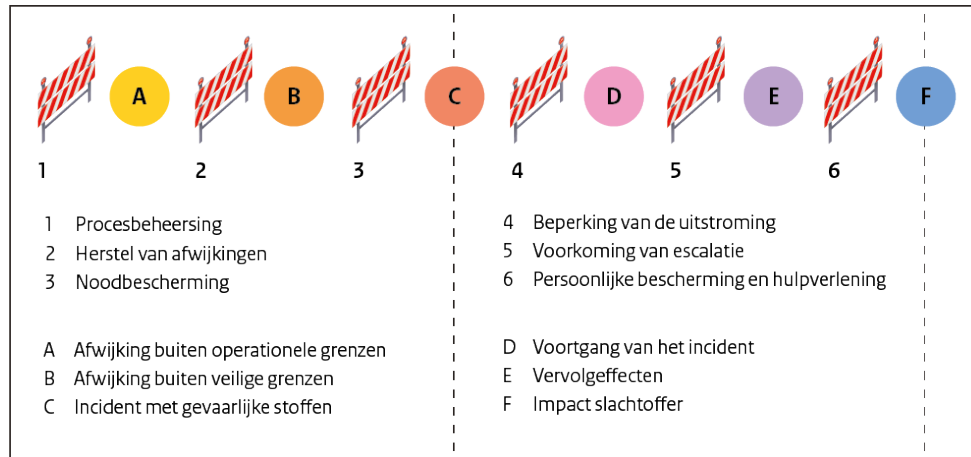 A B C D E F
1 2 3 4 5 6
1 Procesbeheersing
2 Herstel van afwijkingen
3 Noodbescherming
4 Beperking van de uitstroming
5 Voorkoming van escalatie
6 Persoonlijke bescherming en hulpverlening
A Afwijking buiten operationele grenzen
B Afwijking buiten veilige grenzen
C Incident met gevaarlijke stoffen
D Voortgang van het incident
E Vervolgeffecten
F Impact slachtoffer